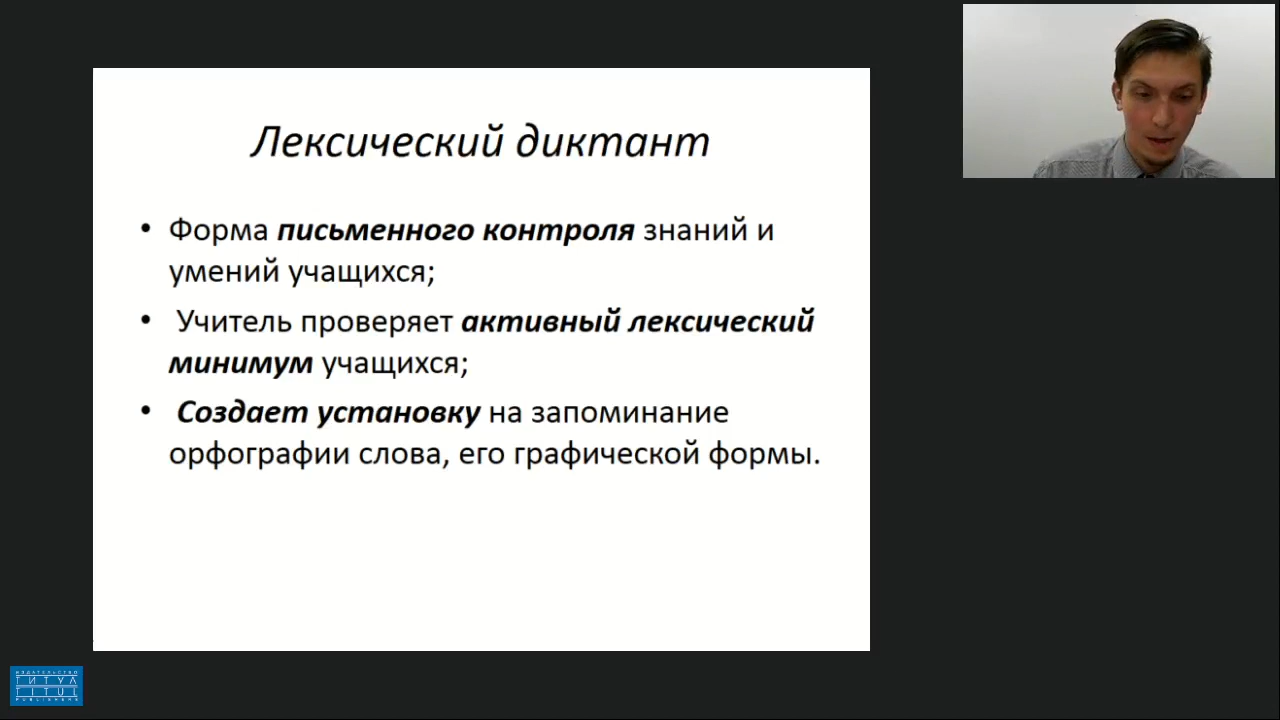 Лексический диктант
• Форма письменного контроля знаний и
умений учащихся;
• Учитель проверяет активный лексический
минимум учащихся;
• Создает установку на запоминание
орфографии слова, его графической формы.
ИЗДАТЕЛЬСТВО
ТИТУЛ
TITUL
PUBLISHERS